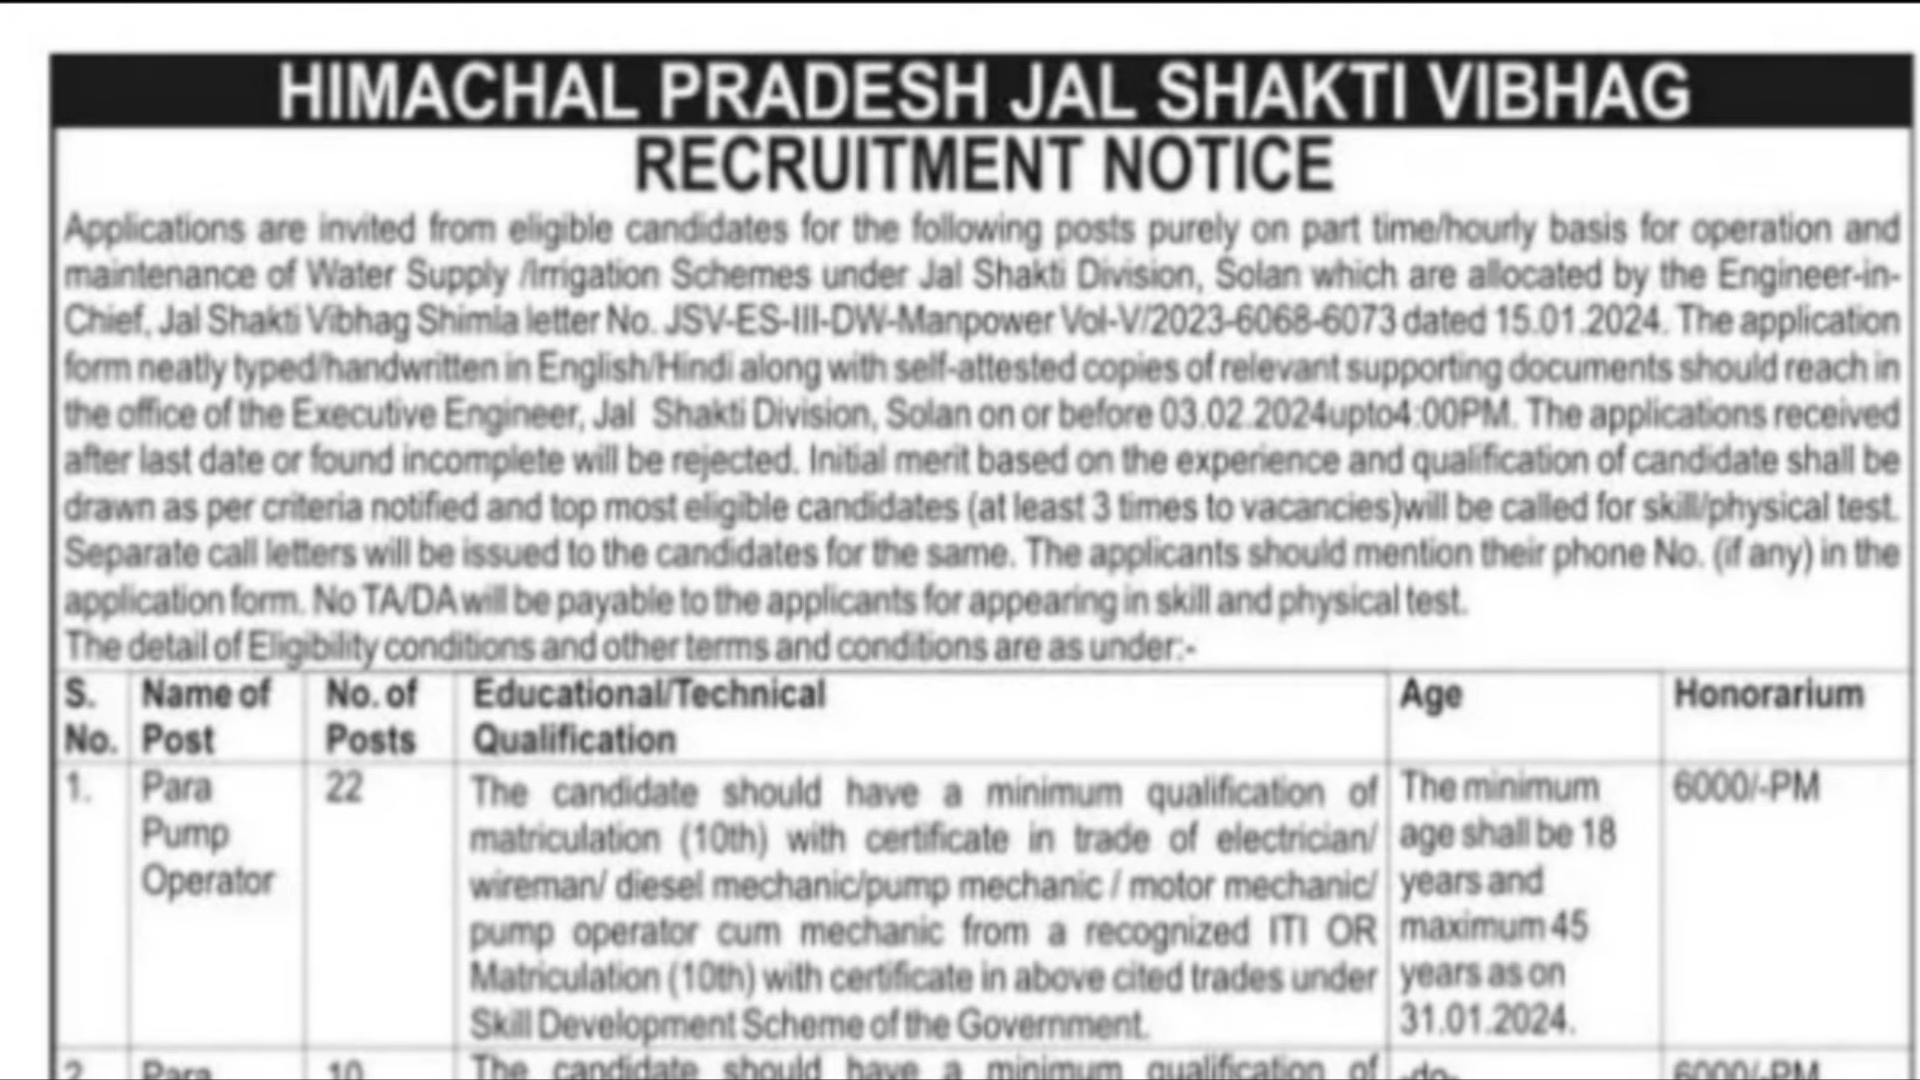 HIMACHAL PRADESH JAL SHAKTI VIBHAG
RECRUITMENT NOTICE
Applications are invited from eligible candidates for the following posts purely on part time/hourly basis for operation and
maintenance of Water Supply /Irrigation Schemes under Jal Shakti Division, Solan which are allocated by the Engineer-in-
Chief, Jal Shakti Vibhag Shimla letter No. JSV-ES-III-DW-Manpower Vol-V/2023-6068-6073 dated 15.01.2024. The application
form neatly typed/handwritten in English/Hindi along with self-attested copies of relevant supporting documents should reach in
the office of the Executive Engineer, Jal Shakti Division, Solan on or before 03.02.2024upto4:00PM. The applications received
after last date or found incomplete will be rejected. Initial merit based on the experience and qualification of candidate shall be
drawn as per criteria notified and top most eligible candidates (at least 3 times to vacancies)will be called for skill/physical test.
Separate call letters will be issued to the candidates for the same. The applicants should mention their phone No. (if any) in the
application form. No TA/DA will be payable to the applicants for appearing in skill and physical test.
The detail of Eligibility conditions and other terms and conditions are as under:-
S. No. Name of Post No. of Posts Educational/Technical Qualification Age Honorarium
1. Para Pump Operator 22
The candidate should have a minimum qualification of
matriculation (10th) with certificate in trade of electrician/
wireman/ diesel mechanic/pump mechanic / motor mechanic/
pump operator cum mechanic from a recognized ITI OR
Matriculation (10th) with certificate in above cited trades under
Skill Development Scheme of the Government.
The minimum
age shall be 18
years and
maximum 45
years as on
31.01.2024.
6000/-PM
2. Para 10 The candidate should have a minimum qualification of -do- 6000/-PM